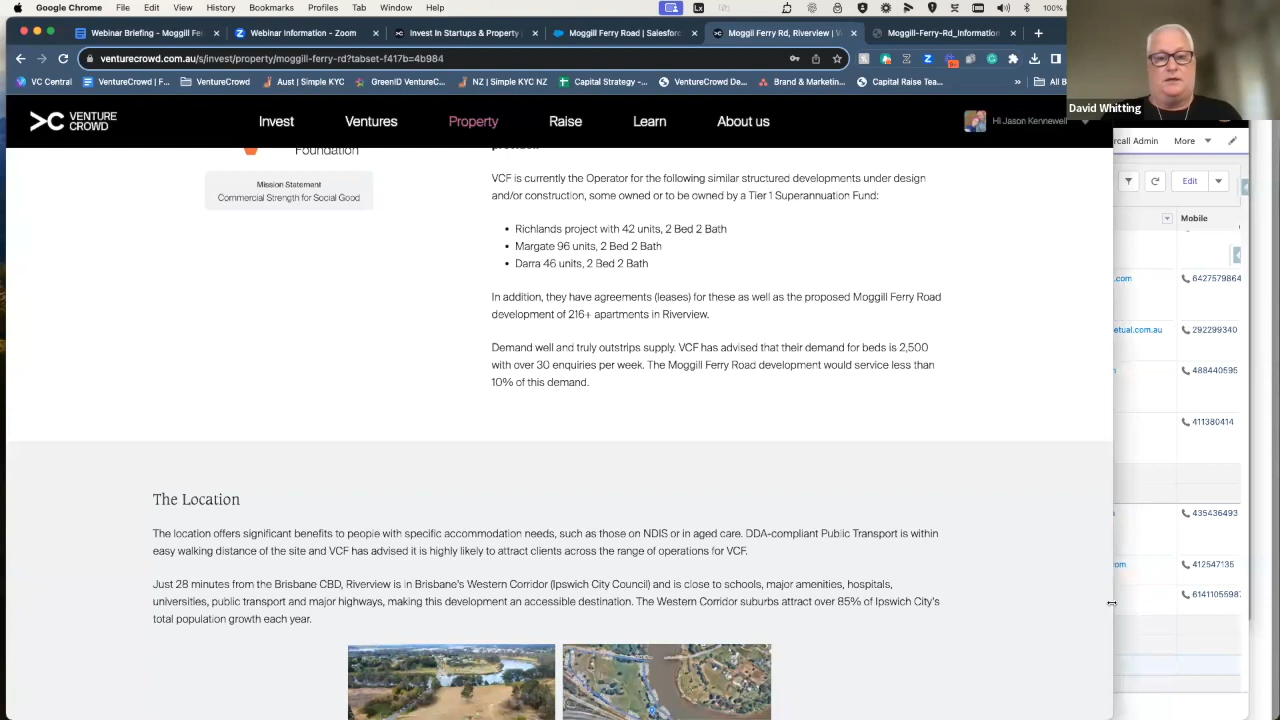 Google Chrome File Edit View History Bookmarks Profiles Tab Window Help 100%
Webinar Briefing - Moggill Fe × Webinar Information - Zoom × Invest In Startups & Property × Moggill Ferry Road | Salesfor × Moggill Ferry Rd, Riverview | V × Moggill-Ferry-Rd_Information × +
venturecrowd.com.au/s/invest/property/moggill-ferry-rd?tabset-f417b=4b984
VC Central VentureCrowd | F... Vehicle Creation Aust | Simple KYC GreenID VentureC... NZ | Simple KYC NZ Capital Strategy -... VentureCrowd De... Brand & Marketin... Capital Raise Tea... » All B
David Whitting
VENTURE
CROWD
Invest Ventures Property Raise Learn About us
Hi Jason Kennewell
rcall Admin More
Edit
Mobile
Foundation
Mission Statement
Commercial Strength for Social Good
VCF is currently the Operator for the following similar structured developments under design
and/or construction, some owned or to be owned by a Tier 1 Superannuation Fund:
• Richlands project with 42 units, 2 Bed 2 Bath
• Margate 96 units, 2 Bed 2 Bath
• Darra 46 units, 2 Bed 2 Bath
In addition, they have agreements (leases) for these as well as the proposed Moggill Ferry Road
development of 216+ apartments in Riverview.
Demand well and truly outstrips supply. VCF has advised that their demand for beds is 2,500
with over 30 enquiries per week. The Moggill Ferry Road development would service less than
10% of this demand.
.com 6427579864
etual.com.au 292299340
488440595
411380414
435436493
om 412547135
61411055987
The Location
The location offers significant benefits to people with specific accommodation needs, such as those on NDIS or in aged care. DDA-compliant Public Transport is within
easy walking distance of the site and VCF has advised it is highly likely to attract clients across the range of operations for VCF.
Just 28 minutes from the Brisbane CBD, Riverview is in Brisbane's Western Corridor (Ipswich City Council) and is close to schools, major amenities, hospitals,
universities, public transport and major highways, making this development an accessible destination. The Western Corridor suburbs attract over 85% of Ipswich City's
total population growth each year.